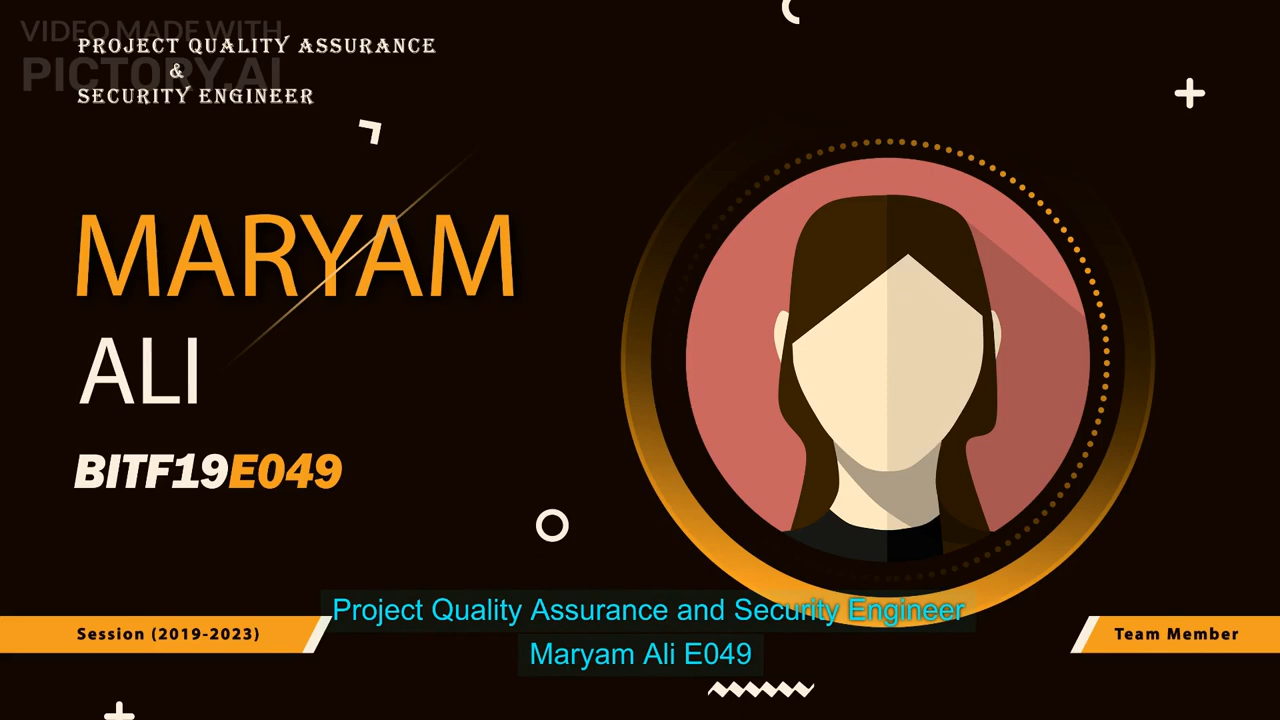 VIDEO MADE WITH
PICTORY.AI
PROJECT QUALITY ASSURANCE
&
SECURITY ENGINEER
MARYAM
ALI
BITF19E049
Project Quality Assurance and Security Engineer
Maryam Ali E049
Session (2019-2023)
Team Member